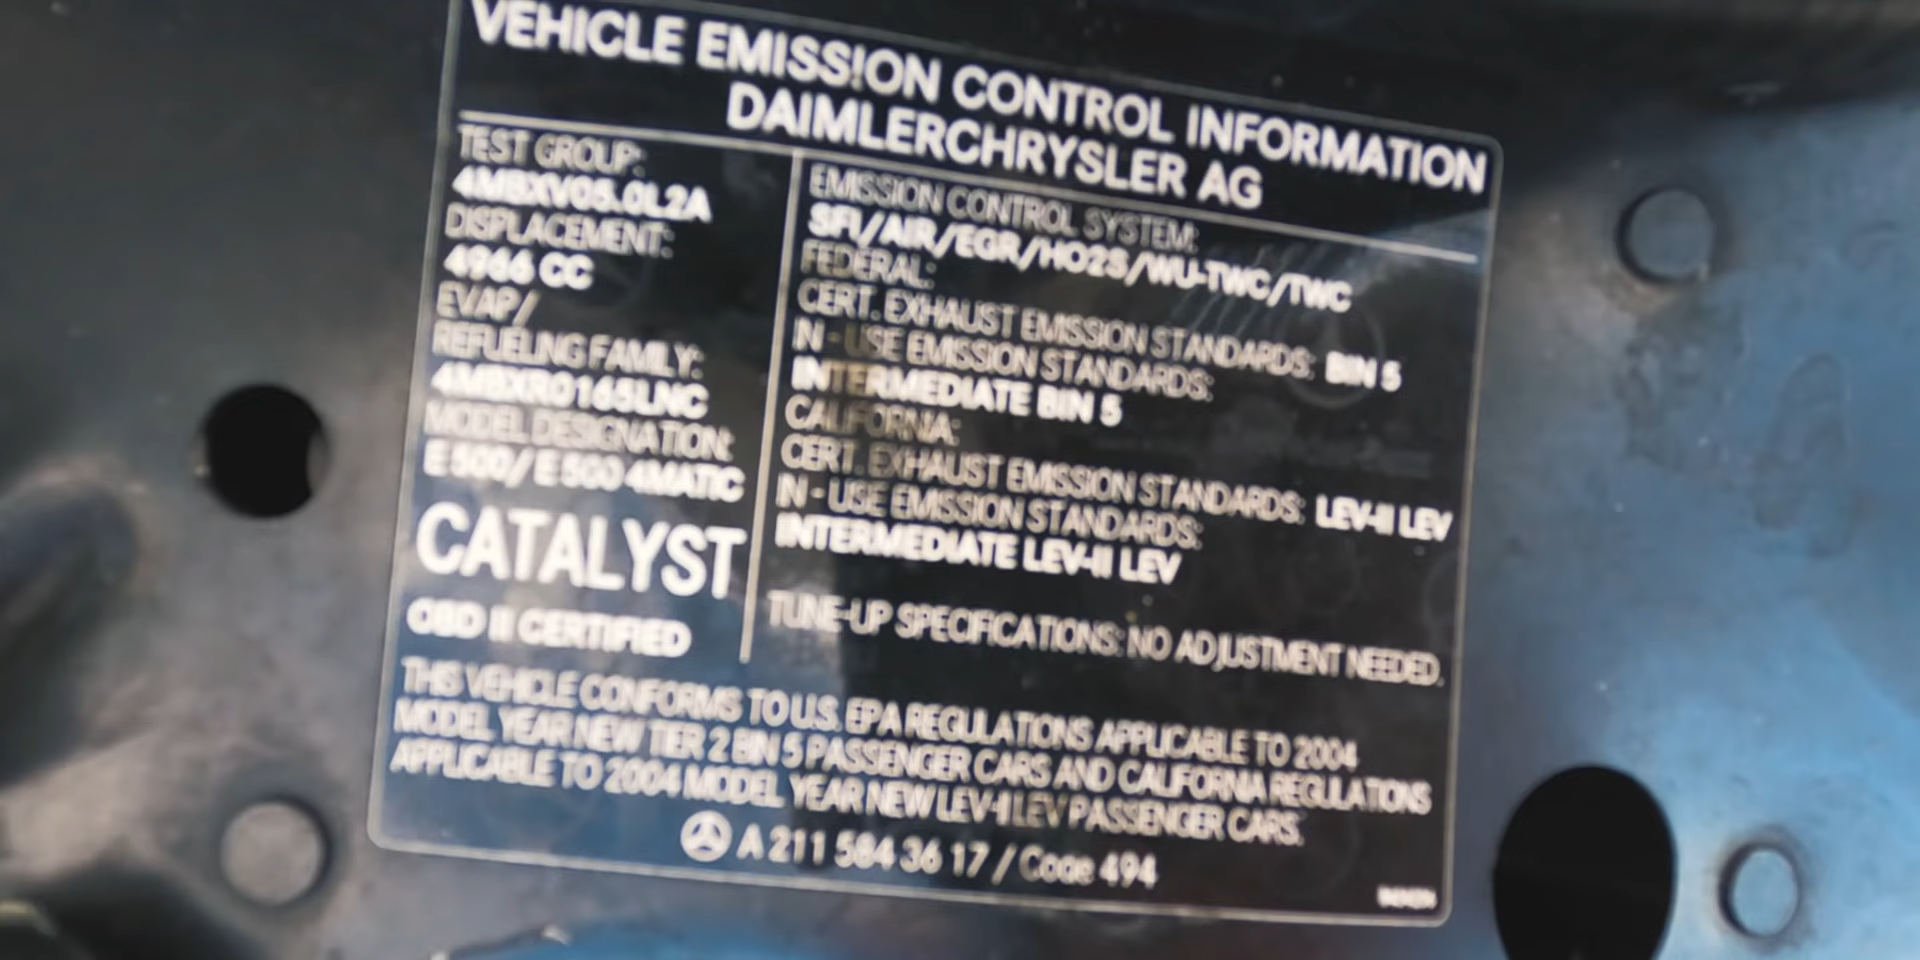 VEHICLE EMISSION CONTROL INFORMATION
DAIMLERCHRYSLER AG
TEST GROUP:
4MBXV05.0L2A
DISPLACEMENT:
4966 CC
EVAP/
REFUELING FAMILY:
4MBXR0165LNC
MODEL DESIGNATION:
E 500/ E 500 4MATIC
CATALYST
OBD II CERTIFIED
EMISSION CONTROL SYSTEM:
SFI/AIR/EGR/HO2S/WU-TWC/TWC
FEDERAL:
CERT. EXHAUST EMISSION STANDARDS: BIN 5
IN - USE EMISSION STANDARDS:
INTERMEDIATE BIN 5
CALIFORNIA:
CERT. EXHAUST EMISSION STANDARDS: LEV-II LEV
IN - USE EMISSION STANDARDS:
INTERMEDIATE LEV-II LEV
TUNE-UP SPECIFICATIONS: NO ADJUSTMENT NEEDED.
THIS VEHICLE CONFORMS TO U.S. EPA REGULATIONS APPLICABLE TO 2004
MODEL YEAR NEW TIER 2 BIN 5 PASSENGER CARS AND CALIFORNIA REGULATIONS
APPLICABLE TO 2004 MODEL YEAR NEW LEV-II LEV PASSENGER CARS.
A 211 584 36 17 / Code 494